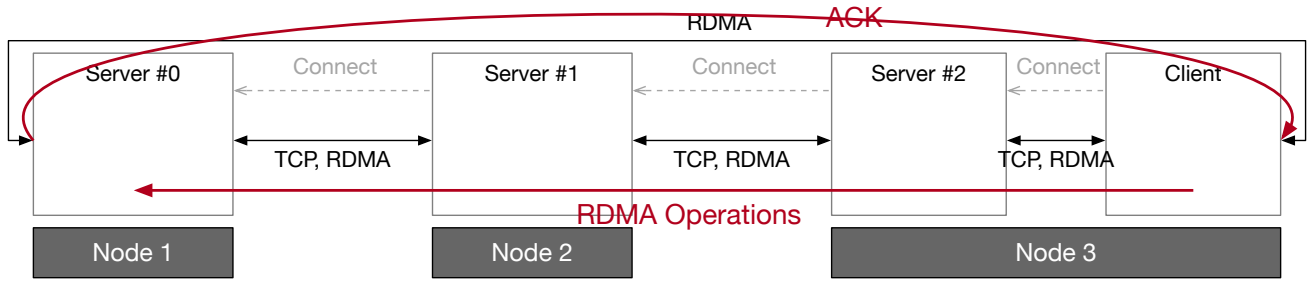 ACK
RDMA
Server #0
Connect
Server #1
Connect
Server #2
Connect
Client
TCP, RDMA
TCP, RDMA
TCP, RDMA
RDMA Operations
Node 1
Node 2
Node 3